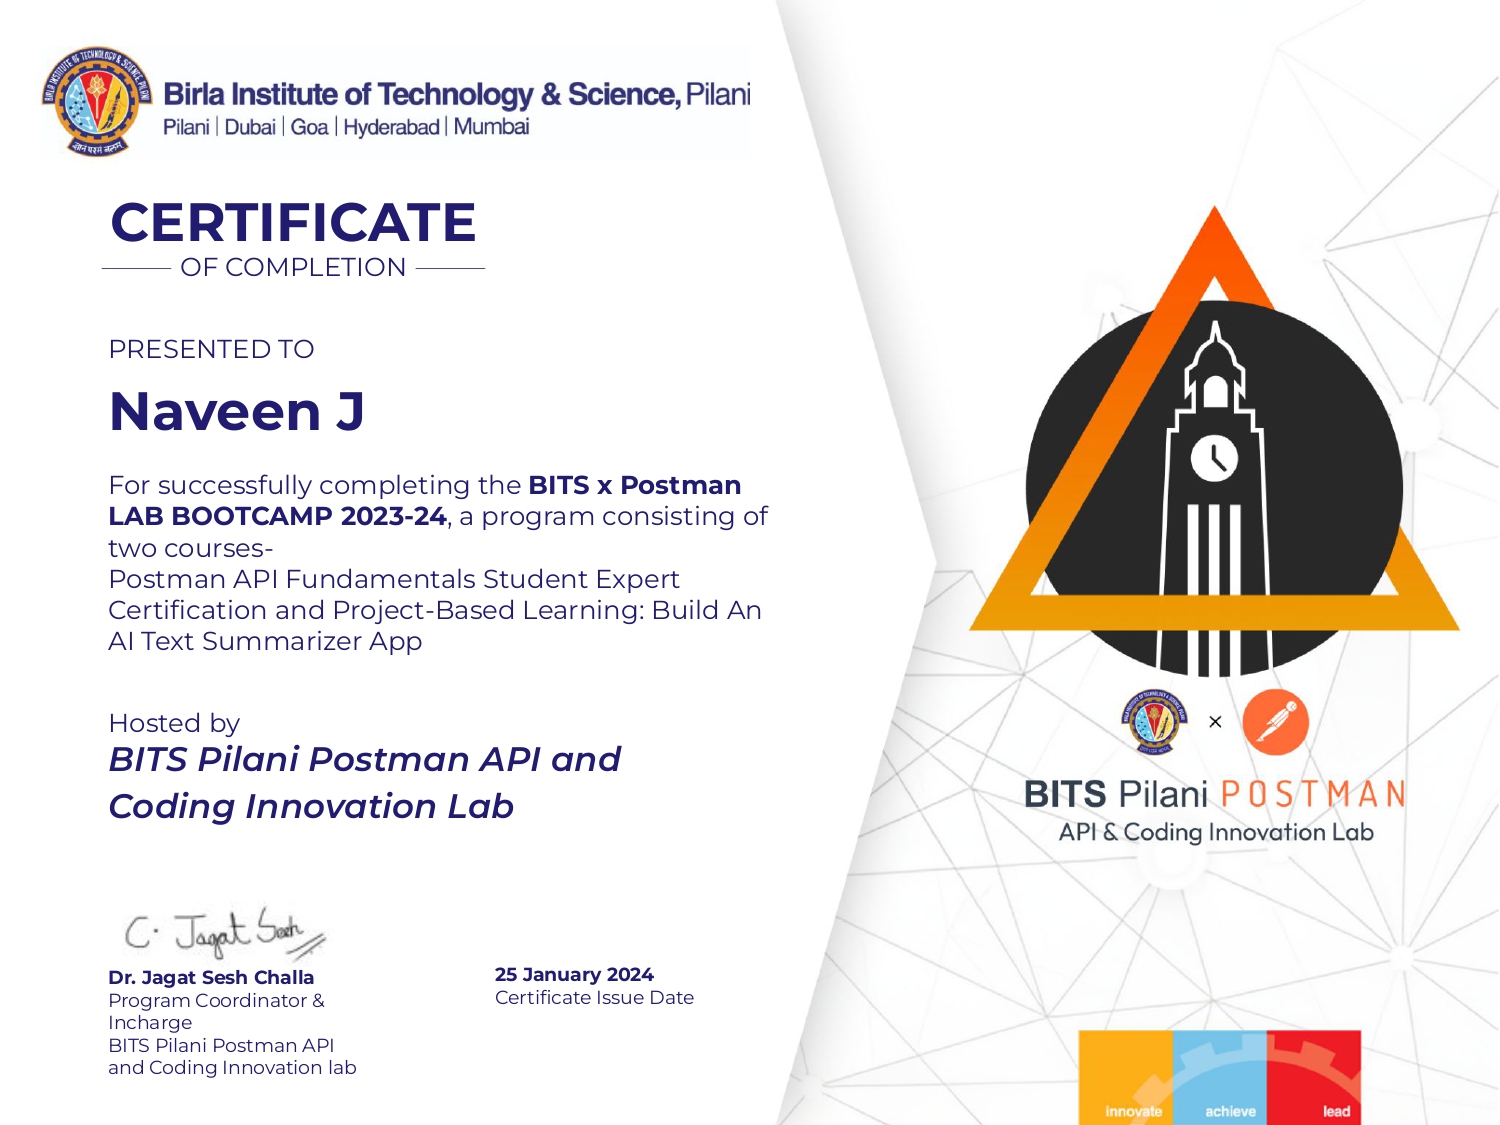 Birla Institute of Technology & Science, Pilani
Pilani | Dubai | Goa | Hyderabad | Mumbai
CERTIFICATE
OF COMPLETION
PRESENTED TO
Naveen J
For successfully completing the BITS x Postman
LAB BOOTCAMP 2023-24, a program consisting of
two courses-
Postman API Fundamentals Student Expert
Certification and Project-Based Learning: Build An
AI Text Summarizer App
Hosted by
BITS Pilani Postman API and
Coding Innovation Lab
C. Jagat Sesh
Dr. Jagat Sesh Challa
Program Coordinator &
Incharge
BITS Pilani Postman API
and Coding Innovation lab
25 January 2024
Certificate Issue Date
×
BITS Pilani POSTMAN
API & Coding Innovation Lab
innovate achieve lead